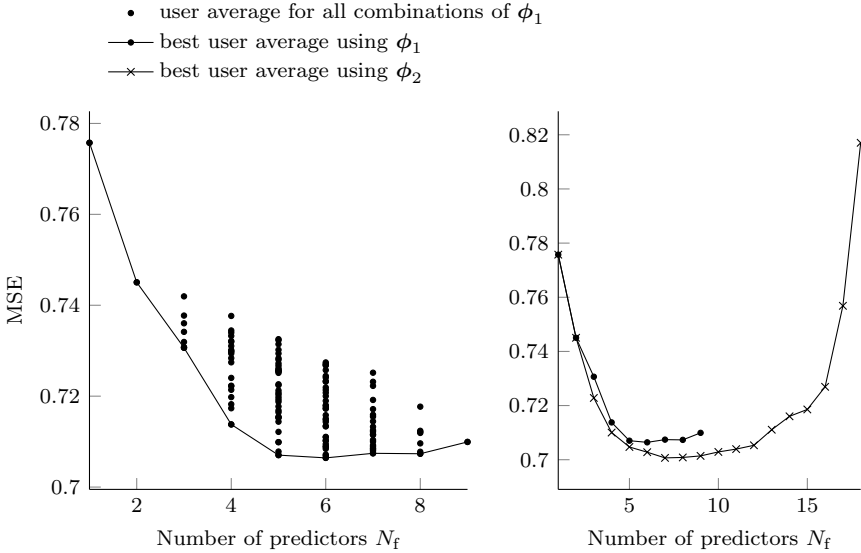 user average for all combinations of ϕ₁
best user average using ϕ₁
best user average using ϕ₂
0.78
0.76
0.74
0.72
0.7
MSE
2 4 6 8
Number of predictors N_f
0.82
0.8
0.78
0.76
0.74
0.72
0.7
5 10 15
Number of predictors N_f